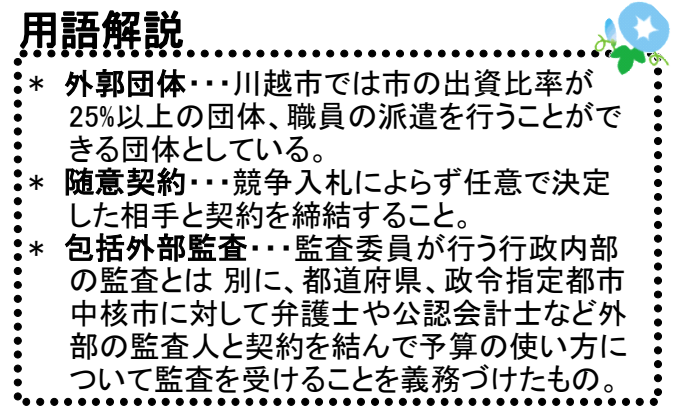 用語解説
* 外郭団体・・・川越市では市の出資比率が
25%以上の団体、職員の派遣を行うことがで
きる団体としている。
* 随意契約・・・競争入札によらず任意で決定
した相手と契約を締結すること。
* 包括外部監査・・・監査委員が行う行政内部
の監査とは 別に、都道府県、政令指定都市
中核市に対して弁護士や公認会計士など外
部の監査人と契約を結んで予算の使い方に
ついて監査を受けることを義務づけたもの。